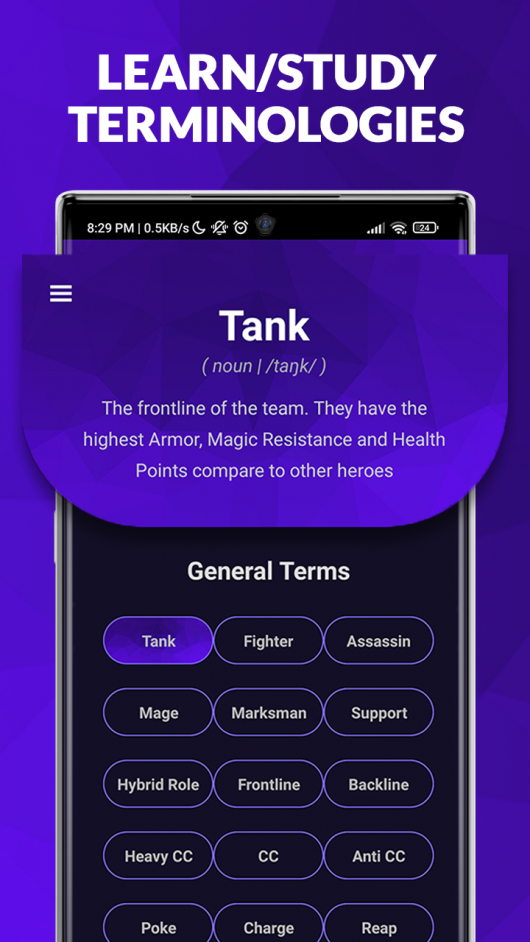 LEARN/STUDY
TERMINOLOGIES
8:29 PM | 0.5KB/s 24
Tank
( noun | /taŋk/ )
The frontline of the team. They have the
highest Armor, Magic Resistance and Health
Points compare to other heroes
General Terms
Tank Fighter Assassin
Mage Marksman Support
Hybrid Role Frontline Backline
Heavy CC CC Anti CC
Poke Charge Reap